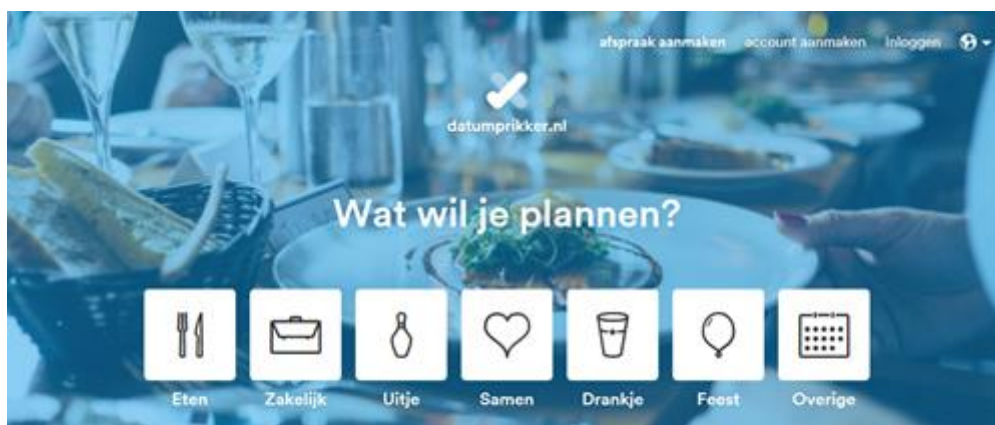 afspraak aanmaken account aanmaken Inloggen
datumprikker.nl
Wat wil je plannen?
Eten Zakelijk Uitje Samen Drankje Feest Overige